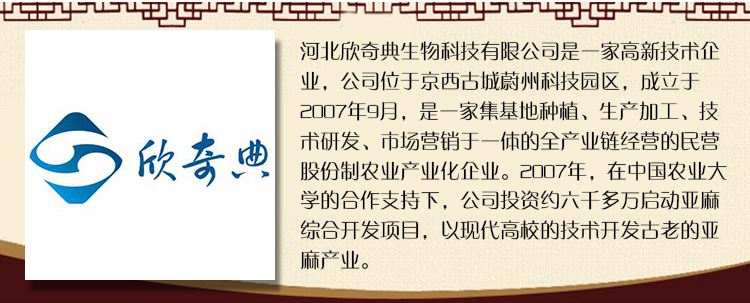 欣奇典
河北欣奇典生物科技有限公司是一家高新技术企
业，公司位于京西古城蔚州科技园区，成立于
2007年9月，是一家集基地种植、生产加工、技
术研发、市场营销于一体的全产业链经营的民营
股份制农业产业化企业。2007年，在中国农业大
学的合作支持下，公司投资约六千多万启动亚麻
综合开发项目，以现代高校的技术开发古老的亚
麻产业。